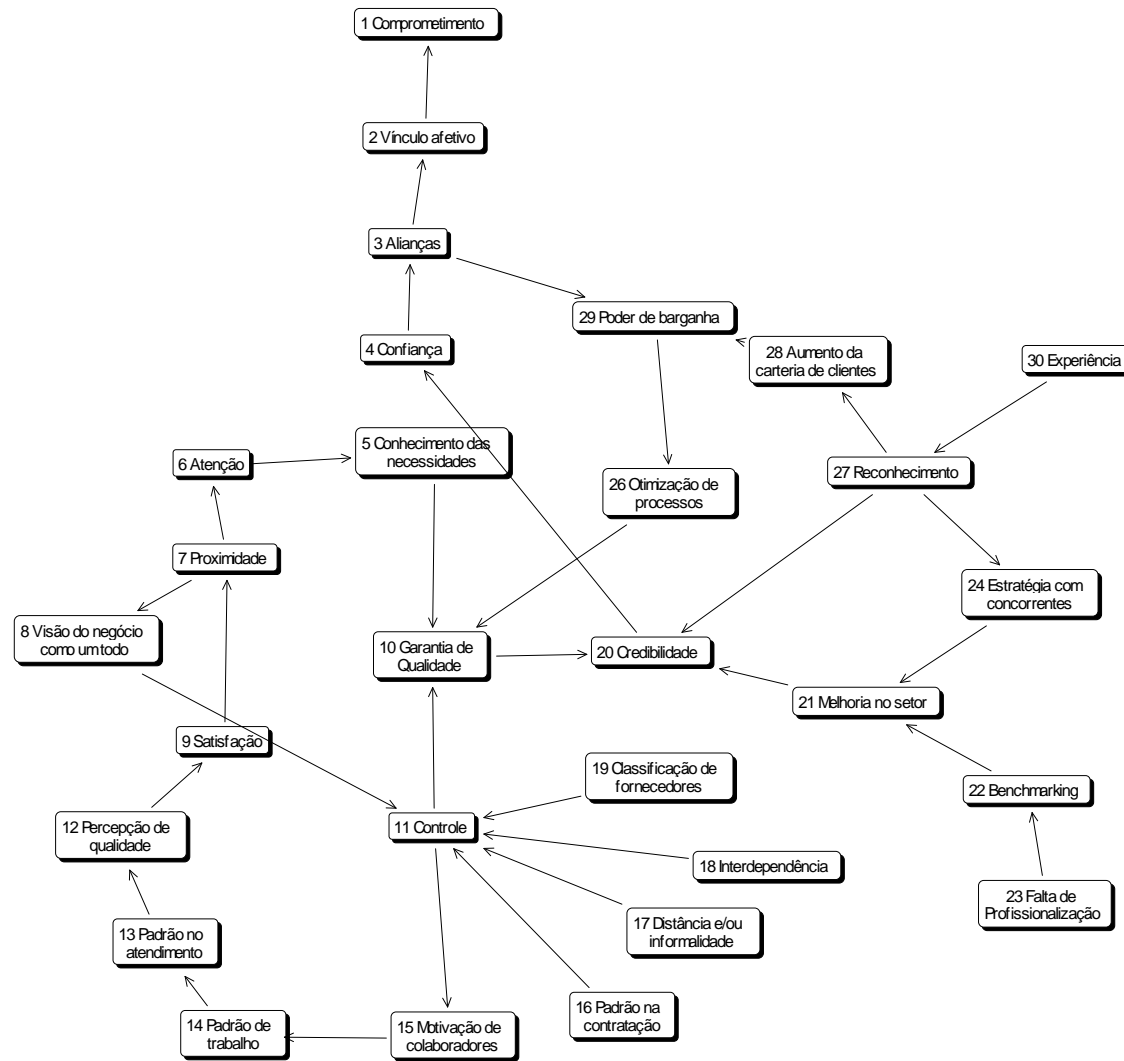 1 Comprometimento
2 Vínculo afetivo
3 Alianças
29 Poder de barganha
4 Confiança
28 Aumento da
carteria de clientes
30 Experiência
5 Conhecimento das
necessidades
6 Atenção
27 Reconhecimento
26 Otimização de
processos
7 Proximidade
24 Estratégia com
concorrentes
8 Visão do negócio
como um todo
10 Garantia de
Qualidade
20 Credibilidade
21 Melhoria no setor
9 Satisfação
19 Classificação de
fornecedores
22 Benchmarking
12 Percepção de
qualidade
11 Controle
18 Interdependência
23 Falta de
Profissionalização
17 Distância e/ou
informalidade
13 Padrão no
atendimento
16 Padrão na
contratação
14 Padrão de
trabalho
15 Motivação de
colaboradores